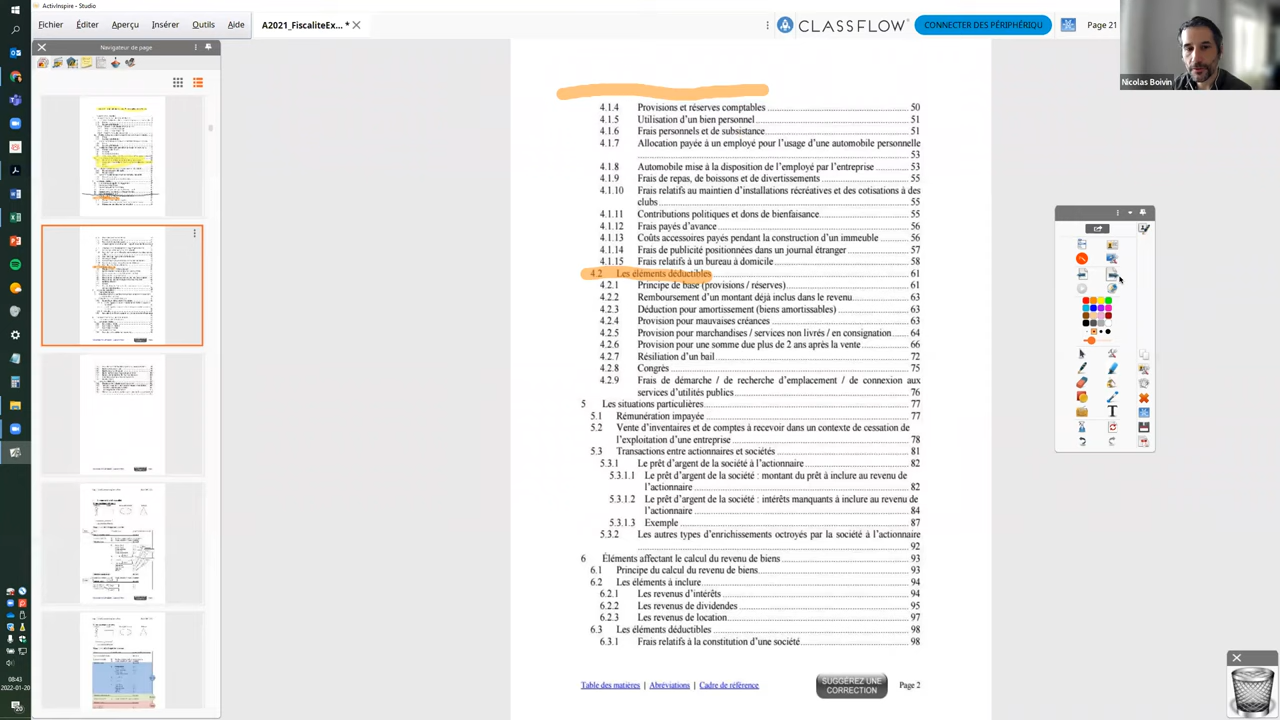 ActivInspire - Studio
Fichier Éditer Aperçu Insérer Outils Aide
A2021_FiscaliteEx... *
CLASSFLOW
CONNECTER DES PÉRIPHÉRIQU
Page 21
Nicolas Boivin
Navigateur de page
4.1.4 Provisions et réserves comptables 50
4.1.5 Utilisation d'un bien personnel 51
4.1.6 Frais personnels et de subsistance 51
4.1.7 Allocation payée à un employé pour l'usage d'une automobile personnelle
53
4.1.8 Automobile mise à la disposition de l'employé par l'entreprise 53
4.1.9 Frais de repas, de boissons et de divertissements 55
4.1.10 Frais relatifs au maintien d'installations récréatives et des cotisations à des
clubs 55
4.1.11 Contributions politiques et dons de bienfaisance 55
4.1.12 Frais payés d'avance 56
4.1.13 Coûts accessoires payés pendant la construction d'un immeuble 56
4.1.14 Frais de publicité positionnées dans un journal étranger 57
4.1.15 Frais relatifs à un bureau à domicile 58
4.2 Les éléments déductibles 61
4.2.1 Principe de base (provisions / réserves) 61
4.2.2 Remboursement d'un montant déjà inclus dans le revenu 63
4.2.3 Déduction pour amortissement (biens amortissables) 63
4.2.4 Provision pour mauvaises créances 63
4.2.5 Provision pour marchandises / services non livrés / en consignation 64
4.2.6 Provision pour une somme due plus de 2 ans après la vente 66
4.2.7 Résiliation d'un bail 72
4.2.8 Congrès 75
4.2.9 Frais de démarche / de recherche d'emplacement / de connexion aux
services d'utilités publics 76
5 Les situations particulières 77
5.1 Rémunération impayée 77
5.2 Vente d'inventaires et de comptes à recevoir dans un contexte de cessation de
l'exploitation d'une entreprise 78
5.3 Transactions entre actionnaires et sociétés 81
5.3.1 Le prêt d'argent de la société à l'actionnaire 82
5.3.1.1 Le prêt d'argent de la société : montant du prêt à inclure au revenu de
l'actionnaire 82
5.3.1.2 Le prêt d'argent de la société : intérêts manquants à inclure au revenu de
l'actionnaire 84
5.3.1.3 Exemple 87
5.3.2 Les autres types d'enrichissements octroyés par la société à l'actionnaire
92
6 Éléments affectant le calcul du revenu de biens 93
6.1 Principe du calcul du revenu de biens 93
6.2 Les éléments à inclure 94
6.2.1 Les revenus d'intérêts 94
6.2.2 Les revenus de dividendes 95
6.2.3 Les revenus de location 97
6.3 Les éléments déductibles 98
6.3.1 Frais relatifs à la constitution d'une société 98
Table des matières | Abréviations | Cadre de référence
SUGGÉREZ UNE
CORRECTION
Page 2